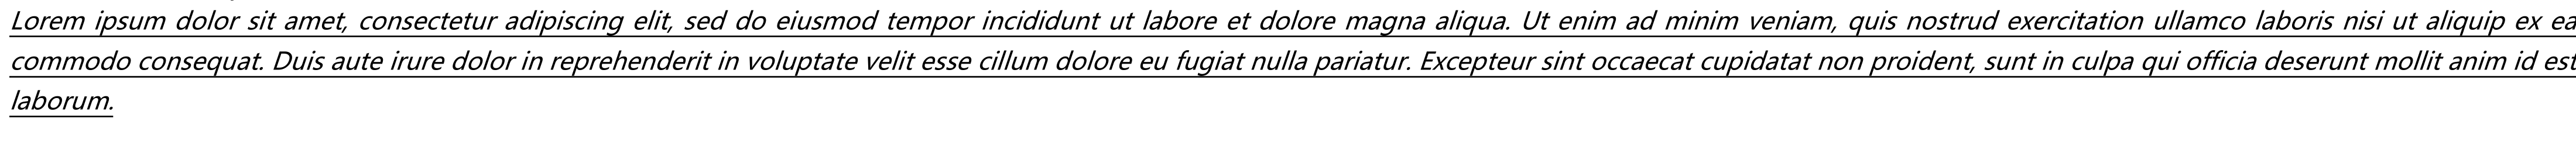 Lorem ipsum dolor sit amet, consectetur adipiscing elit, sed do eiusmod tempor incididunt ut labore et dolore magna aliqua. Ut enim ad minim veniam, quis nostrud exercitation ullamco laboris nisi ut aliquip ex ea
commodo consequat. Duis aute irure dolor in reprehenderit in voluptate velit esse cillum dolore eu fugiat nulla pariatur. Excepteur sint occaecat cupidatat non proident, sunt in culpa qui officia deserunt mollit anim id est
laborum.